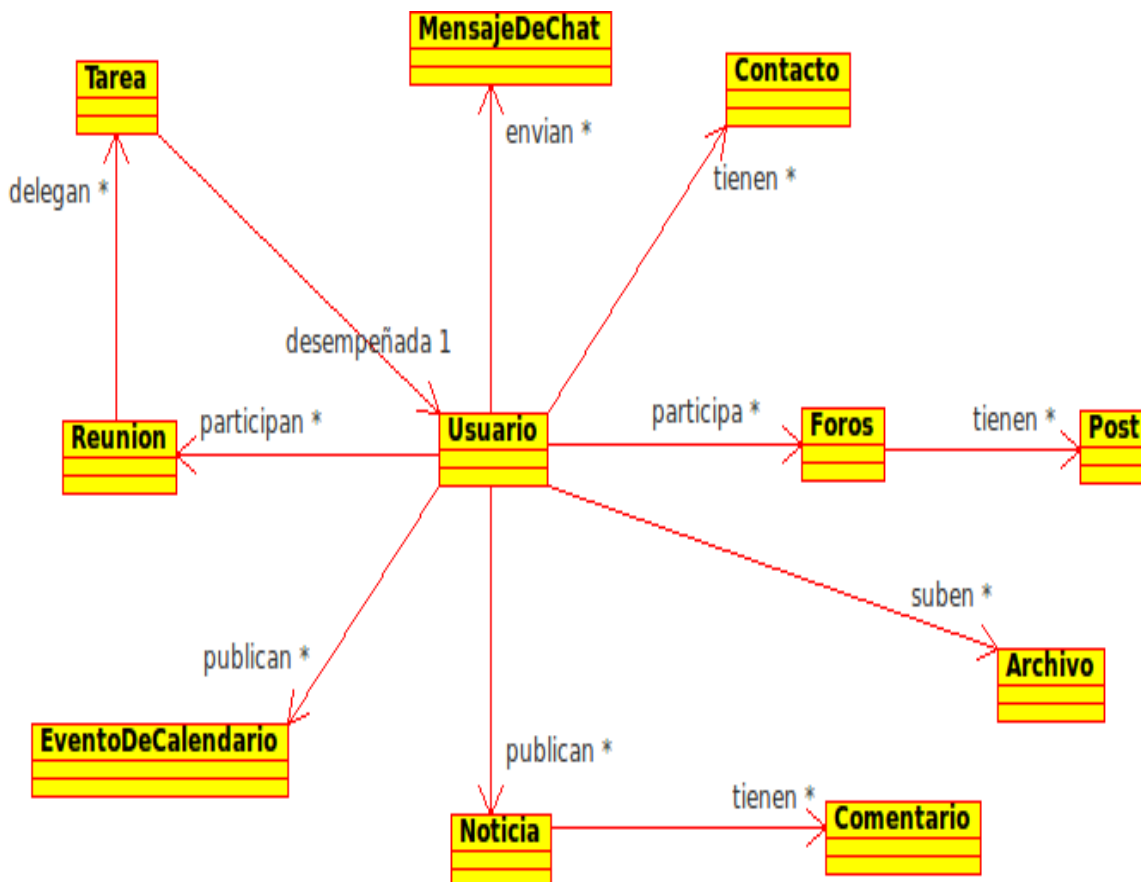 MensajeDeChat
Tarea
Contacto
envian *
tienen *
delegan *
desempeñada 1
Reunion
participan *
Usuario
participa *
Foros
tienen *
Post
suben *
publican *
Archivo
EventoDeCalendario
publican *
tienen *
Noticia
Comentario